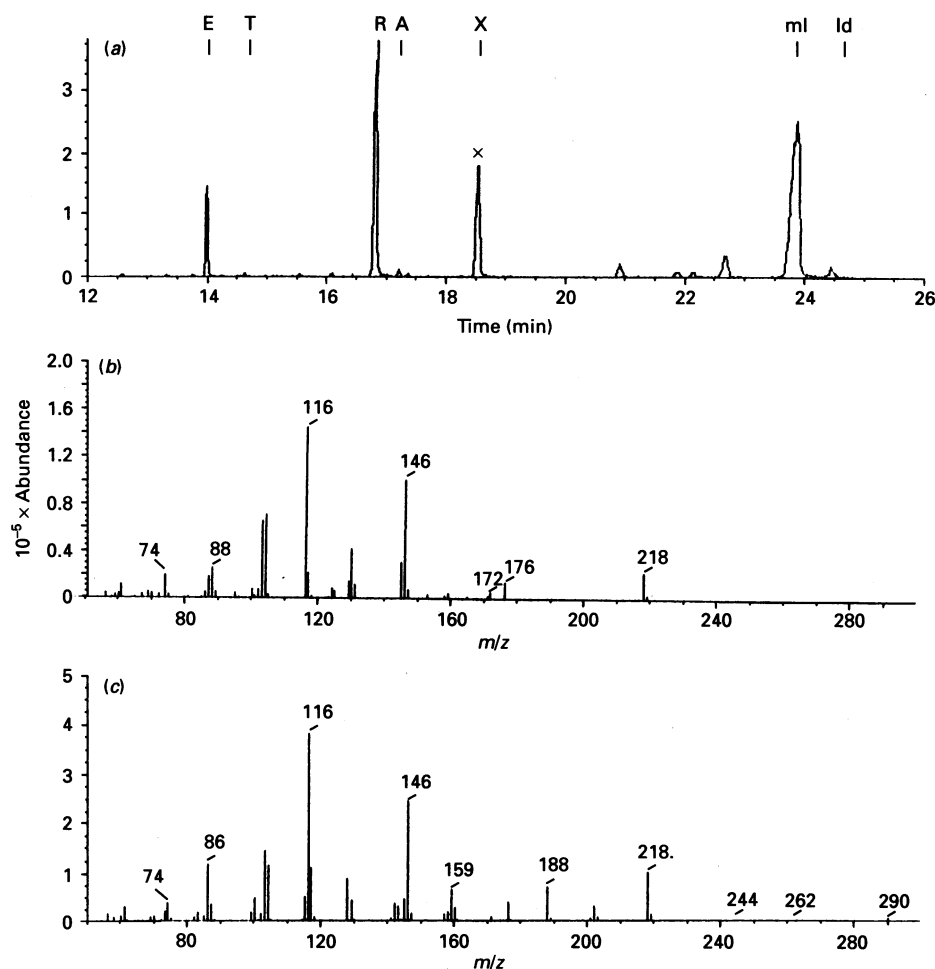 E T R A X mI Id
(a)
3
2
1
0
×
12 14 16 18 20 22 24 26
Time (min)
(b)
2.0
1.6
1.2
0.8
0.4
0
10⁻⁵ × Abundance
74 88 116 146 172 176 218
80 120 160 200 240 280
m/z
(c)
5
4
3
2
1
0
74 86 116 146 159 188 218. 244 262 290
80 120 160 200 240 280
m/z